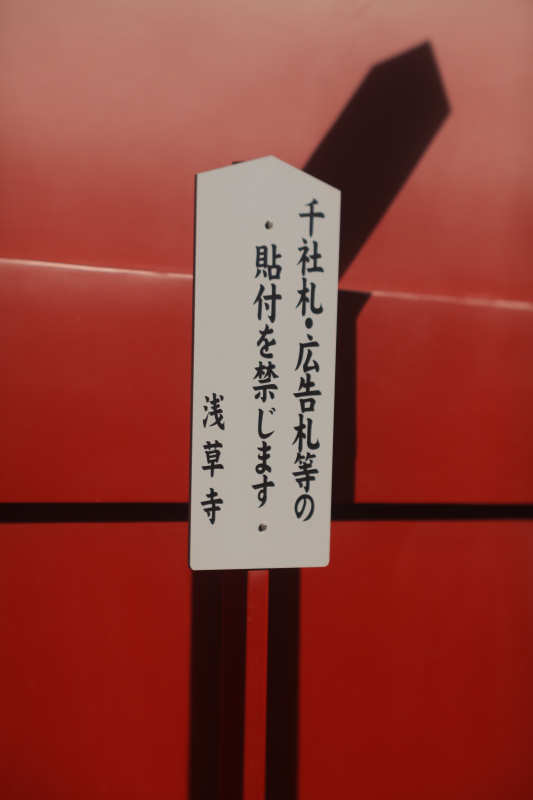 千社札・広告札等の
貼付を禁じます
浅草寺